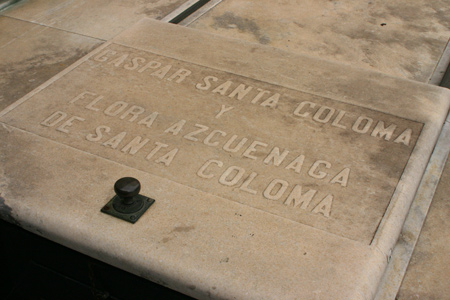 GASPAR SANTA COLOMA
Y
FLORA AZCUENAGA
DE SANTA COLOMA